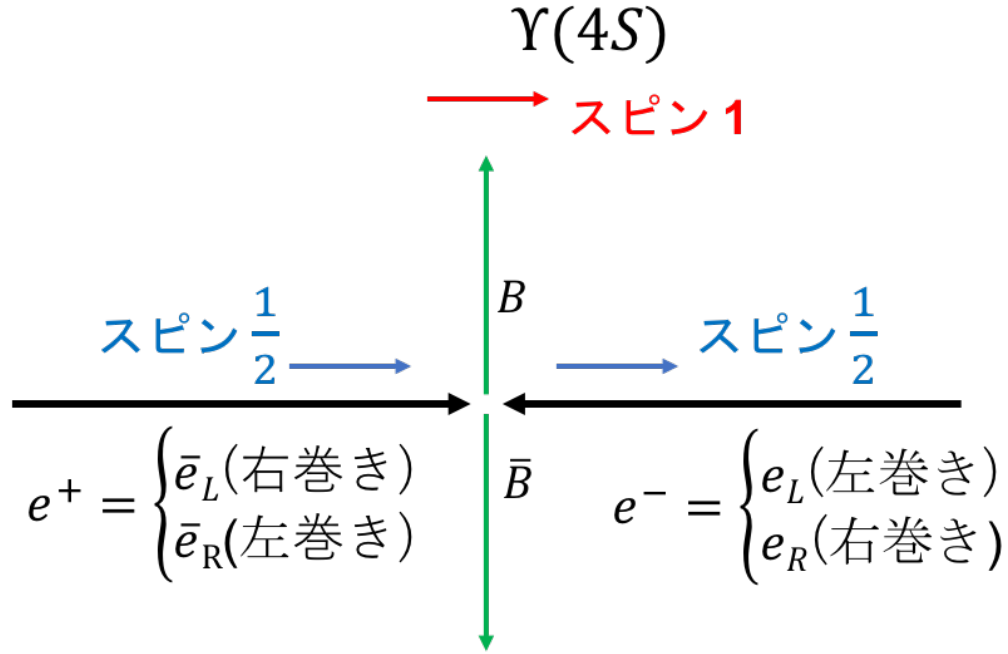 ϒ(4S)
スピン 1
B
スピン 1/2
スピン 1/2
B̄
e⁺ = { ē_L(右巻き)
ē_R(左巻き)
e⁻ = { e_L(左巻き)
e_R(右巻き)